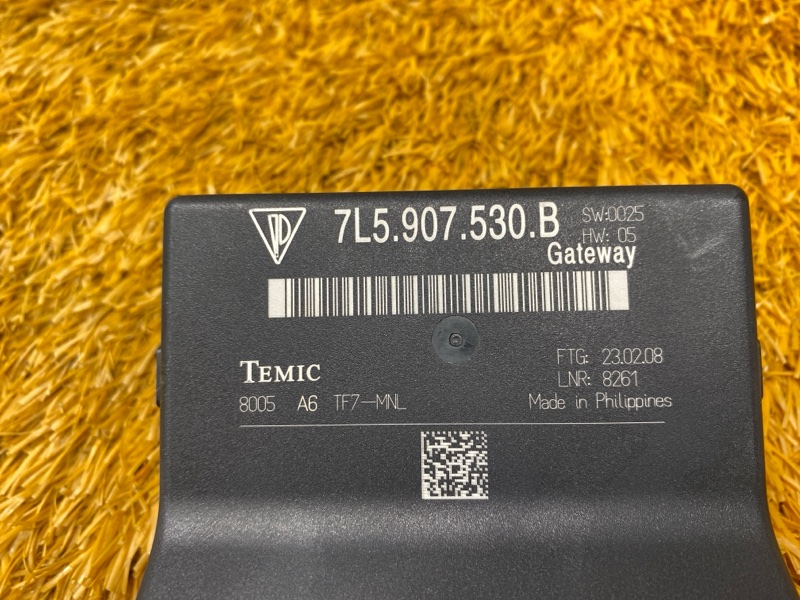 7L5.907.530.B
SW:0025
HW: 05
Gateway
TEMIC
8005 A6 TF7-MNL
FTG: 23.02.08
LNR: 8261
Made in Philippines